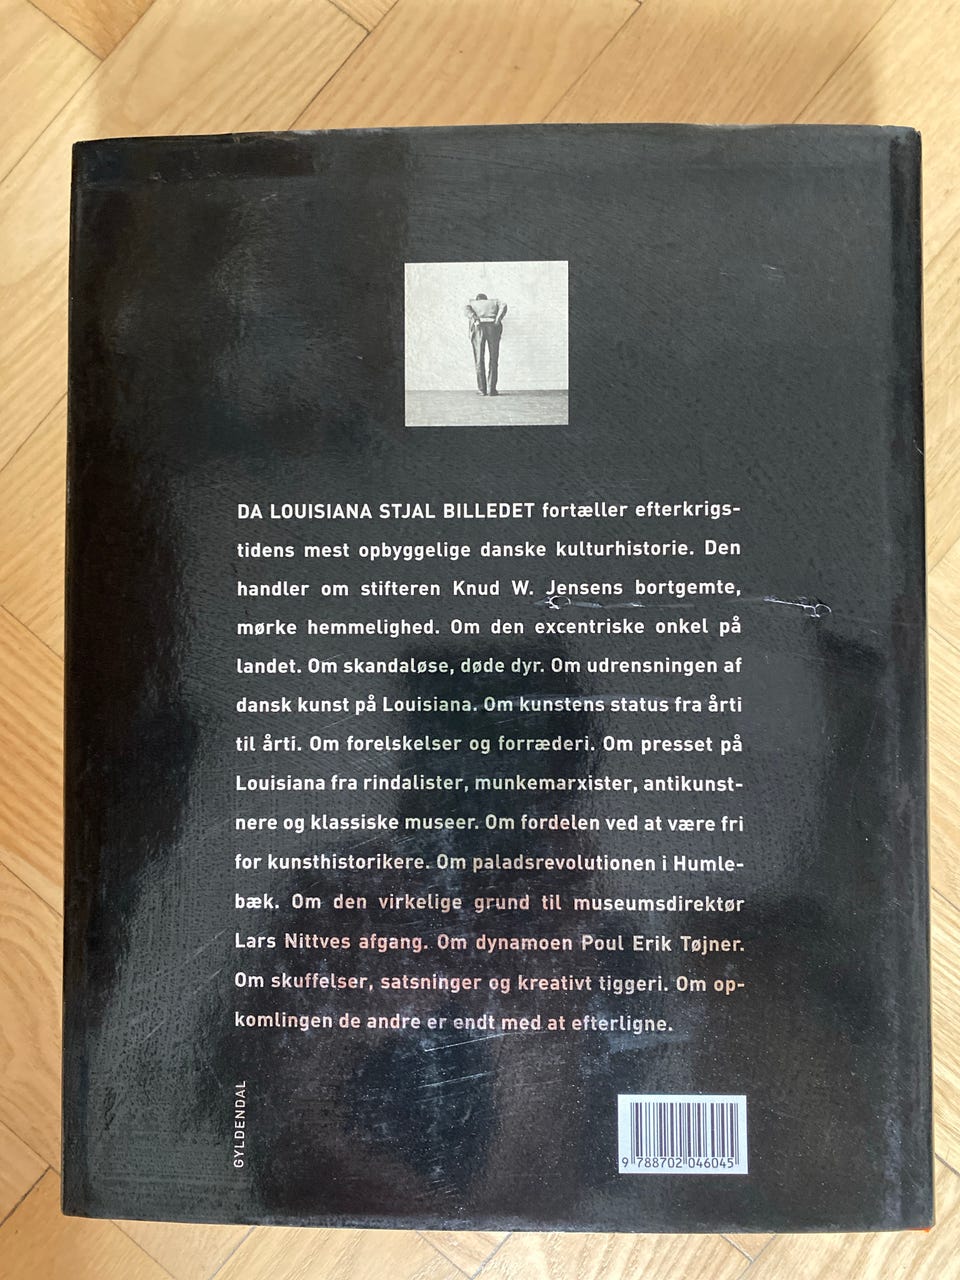 DA LOUISIANA STJAL BILLEDET fortæller efterkrigs-
tidens mest opbyggelige danske kulturhistorie. Den
handler om stifteren Knud W. Jensens bortgemte,
mørke hemmelighed. Om den excentriske onkel på
landet. Om skandaløse, døde dyr. Om udrensningen af
dansk kunst på Louisiana. Om kunstens status fra årti
til årti. Om forelskelser og forræderi. Om presset på
Louisiana fra rindalister, munkemarxister, antikunst-
nere og klassiske museer. Om fordelen ved at være fri
for kunsthistorikere. Om paladsrevolutionen i Humle-
bæk. Om den virkelige grund til museumsdirektør
Lars Nittves afgang. Om dynamoen Poul Erik Tøjner.
Om skuffelser, satsninger og kreativt tiggeri. Om op-
komlingen de andre er endt med at efterligne.
GYLDENDAL
9 788702 046045